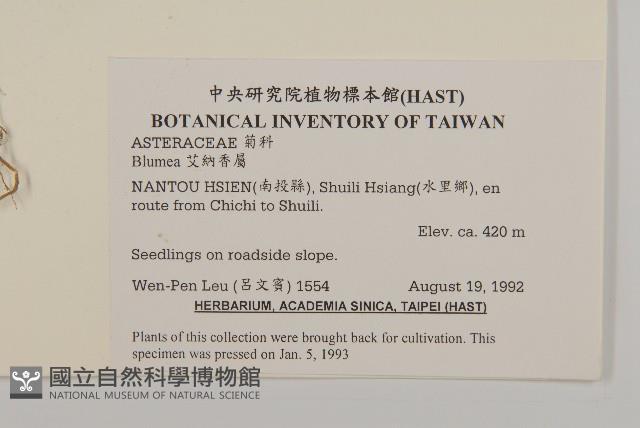 中央研究院植物標本館(HAST)
BOTANICAL INVENTORY OF TAIWAN
ASTERACEAE 菊科
Blumea 艾納香屬
NANTOU HSIEN(南投縣), Shuili Hsiang(水里鄉), en
route from Chichi to Shuili.
Elev. ca. 420 m
Seedlings on roadside slope.
Wen-Pen Leu (呂文賓) 1554 August 19, 1992
HERBARIUM, ACADEMIA SINICA, TAIPEI (HAST)
Plants of this collection were brought back for cultivation. This
specimen was pressed on Jan. 5, 1993
國立自然科學博物館
NATIONAL MUSEUM OF NATURAL SCIENCE